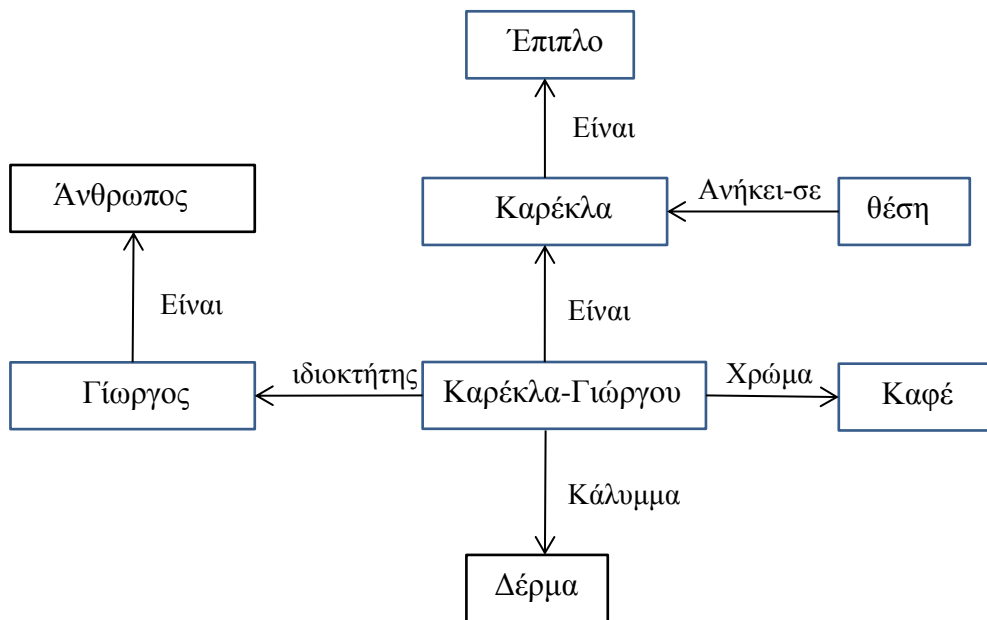 Έπιπλο
Είναι
Άνθρωπος
Καρέκλα
Ανήκει-σε
θέση
Είναι
Είναι
Γίωργος
ιδιοκτήτης
Καρέκλα-Γιώργου
Χρώμα
Καφέ
Κάλυμμα
Δέρμα